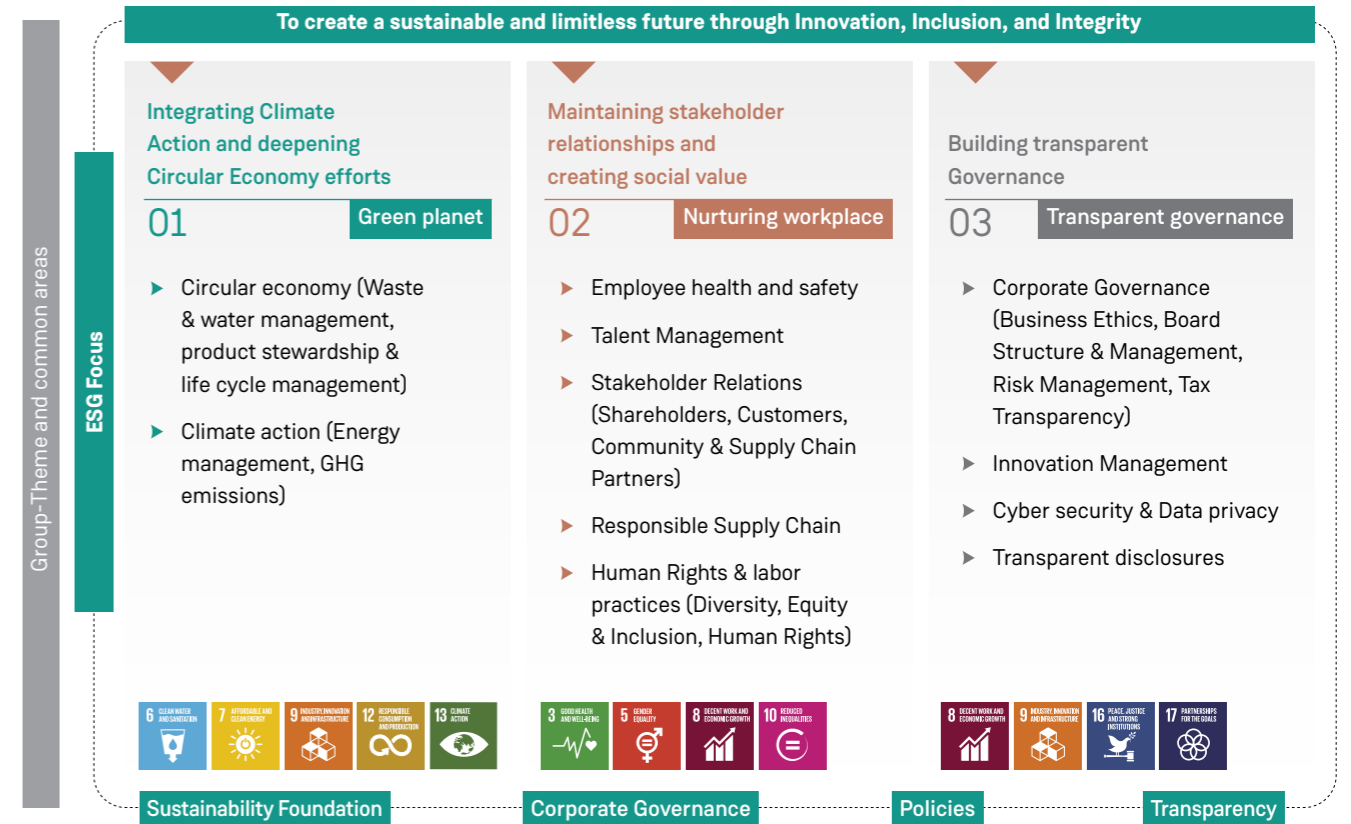 To create a sustainable and limitless future through Innovation, Inclusion, and Integrity
Group-Theme and common areas
ESG Focus
Integrating Climate
Action and deepening
Circular Economy efforts
01
Green planet
Circular economy (Waste
& water management,
product stewardship &
life cycle management)
Climate action (Energy
management, GHG
emissions)
6 CLEAN WATER
AND SANITATION
7 AFFORDABLE AND
CLEAN ENERGY
9 INDUSTRY, INNOVATION
AND INFRASTRUCTURE
12 RESPONSIBLE
CONSUMPTION
AND PRODUCTION
13 CLIMATE
ACTION
Maintaining stakeholder
relationships and
creating social value
02
Nurturing workplace
Employee health and safety
Talent Management
Stakeholder Relations
(Shareholders, Customers,
Community & Supply Chain
Partners)
Responsible Supply Chain
Human Rights & labor
practices (Diversity, Equity
& Inclusion, Human Rights)
3 GOOD HEALTH
AND WELL-BEING
5 GENDER
EQUALITY
8 DECENT WORK AND
ECONOMIC GROWTH
10 REDUCED
INEQUALITIES
Building transparent
Governance
03
Transparent governance
Corporate Governance
(Business Ethics, Board
Structure & Management,
Risk Management, Tax
Transparency)
Innovation Management
Cyber security & Data privacy
Transparent disclosures
8 DECENT WORK AND
ECONOMIC GROWTH
9 INDUSTRY, INNOVATION
AND INFRASTRUCTURE
16 PEACE, JUSTICE
AND STRONG
INSTITUTIONS
17 PARTNERSHIPS
FOR THE GOALS
Sustainability Foundation
Corporate Governance
Policies
Transparency